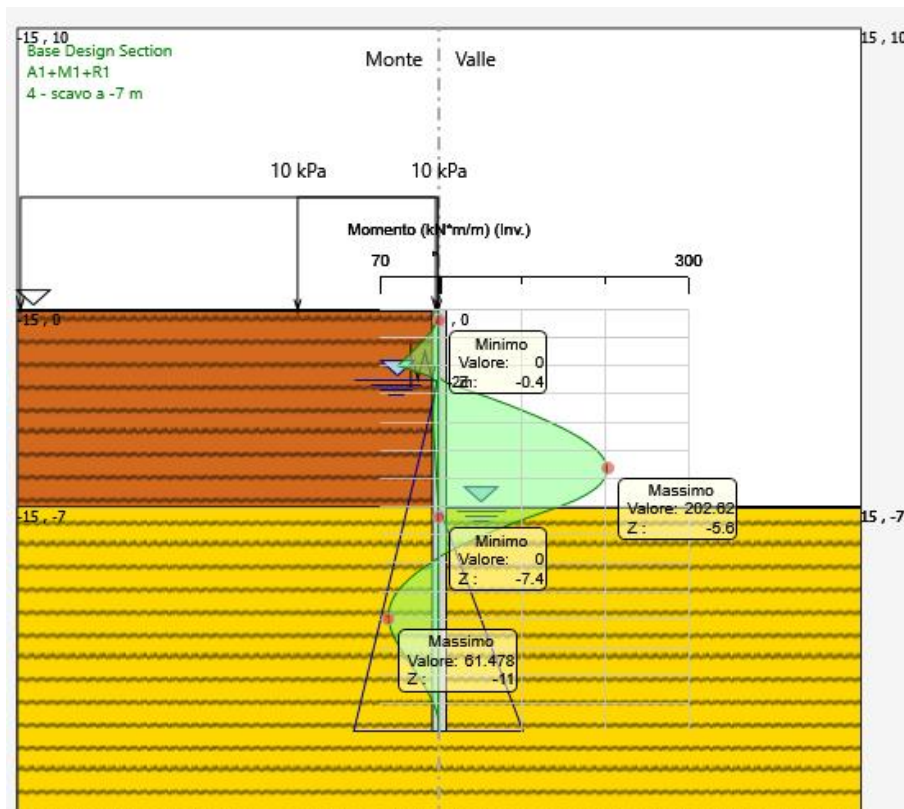 -15 , 10
15 , 10
Base Design Section
A1+M1+R1
4 - scavo a -7 m
Monte
Valle
10 kPa
10 kPa
Momento (kN*m/m) (Inv.)
70
300
-15 , 0
, 0
Minimo
Valore: 0
Z : -0.4
-2m
Massimo
Valore: 202.62
Z : -5.6
-15 , -7
15 , -7
Minimo
Valore: 0
Z : -7.4
Massimo
Valore: 61.478
Z : -11